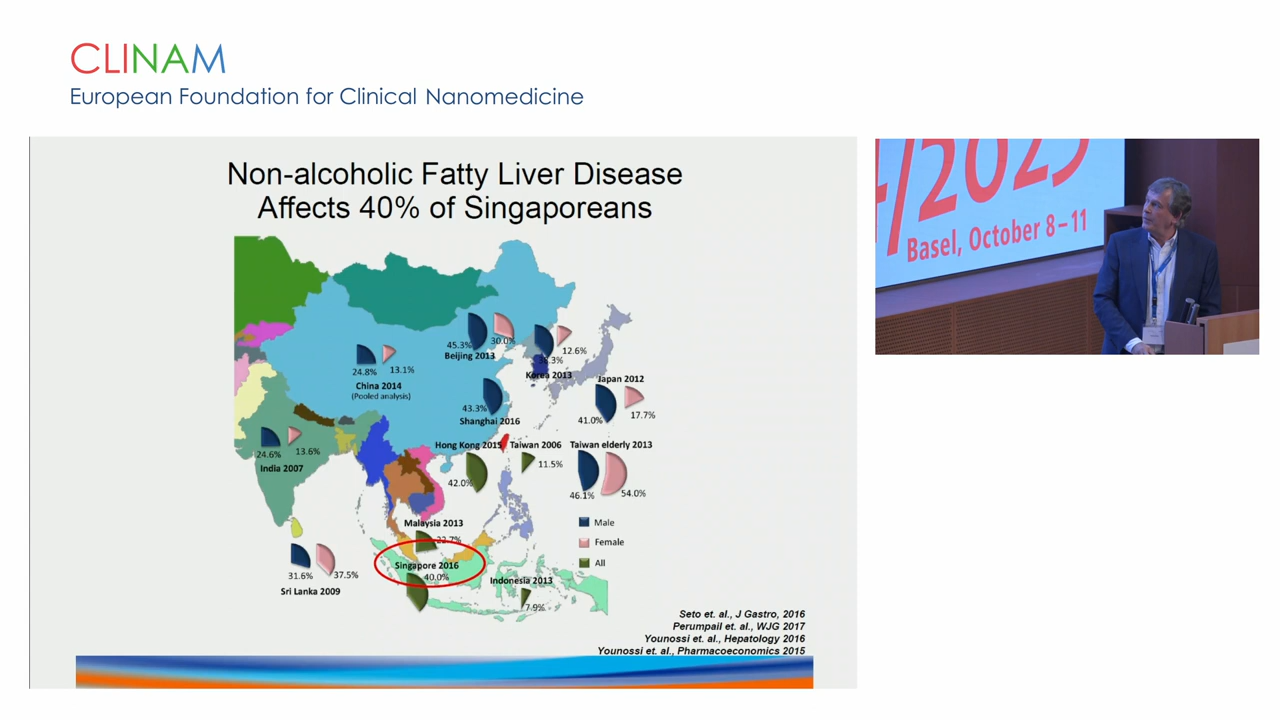 CLINAM
European Foundation for Clinical Nanomedicine
Non-alcoholic Fatty Liver Disease
Affects 40% of Singaporeans
45.3%
30.0%
Beijing 2013
12.6%
Korea 2013
24.8%
13.1%
China 2014
(Pooled analysis)
Japan 2012
41.0%
17.7%
43.3%
Shanghai 2016
24.6%
13.6%
India 2007
Hong Kong 2015
42.0%
Taiwan 2006
11.5%
Taiwan elderly 2013
46.1%
54.0%
Male
Female
All
Malaysia 2013
22.7%
Singapore 2016
40.0%
31.6%
37.5%
Sri Lanka 2009
Indonesia 2013
7.9%
Seto et. al., J Gastro, 2016
Perumpail et. al., WJG 2017
Younossi et. al., Hepatology 2016
Younossi et. al., Pharmacoeconomics 2015
/2023
Basel, October 8–11